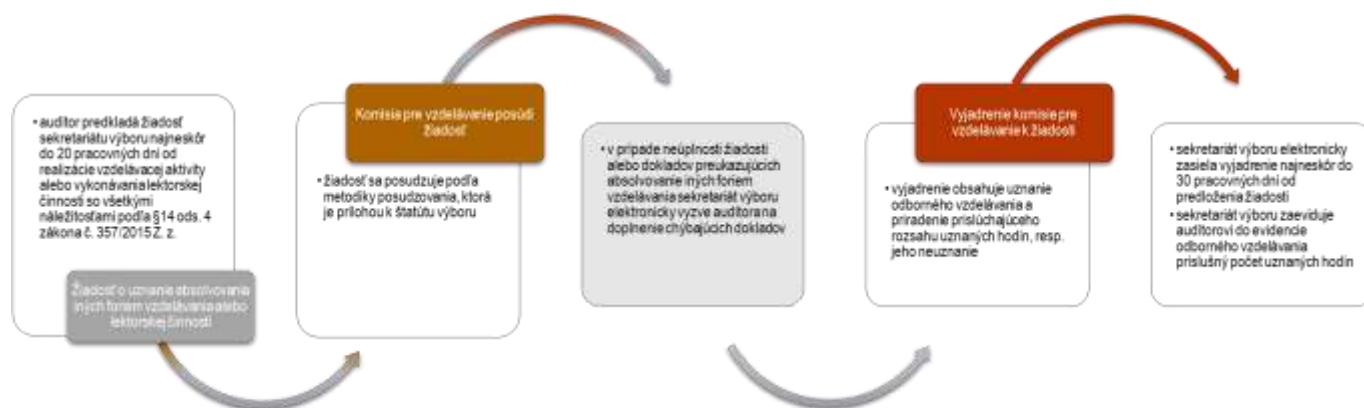 • audítor predkladá žiadosť
sekretariátu výboru najneskôr
do 20 pracovných dní od
realizácie vzdelávacej aktivity
alebo vykonávania lektorskej
činnosti so všetkými
náležitosťami podľa §14 ods. 4
zákona č. 357/2015 Z. z.
Žiadosť o uznanie absolvovania
iných foriem vzdelávania alebo
lektorskej činnosti
Komisia pre vzdelávanie posúdi
žiadosť
• žiadosť sa posudzuje podľa
metodiky posudzovania, ktorá
je prílohou k štatútu výboru
• v prípade neúplnosti žiadosti
alebo dokladov preukazujúcich
absolvovanie iných foriem
vzdelávania sekretariát výboru
elektronicky vyzve audítora na
doplnenie chýbajúcich dokladov
Vyjadrenie komisie pre
vzdelávanie k žiadosti
• vyjadrenie obsahuje uznanie
odborného vzdelávania a
priradenie prislúchajúceho
rozsahu uznaných hodín, resp.
jeho neuznanie
• sekretariát výboru elektronicky
zasiela vyjadrenie najneskôr do
30 pracovných dní od
predloženia žiadosti
• sekretariát výboru zaeviduje
audítorovi do evidencie
odborného vzdelávania
príslušný počet uznaných hodín